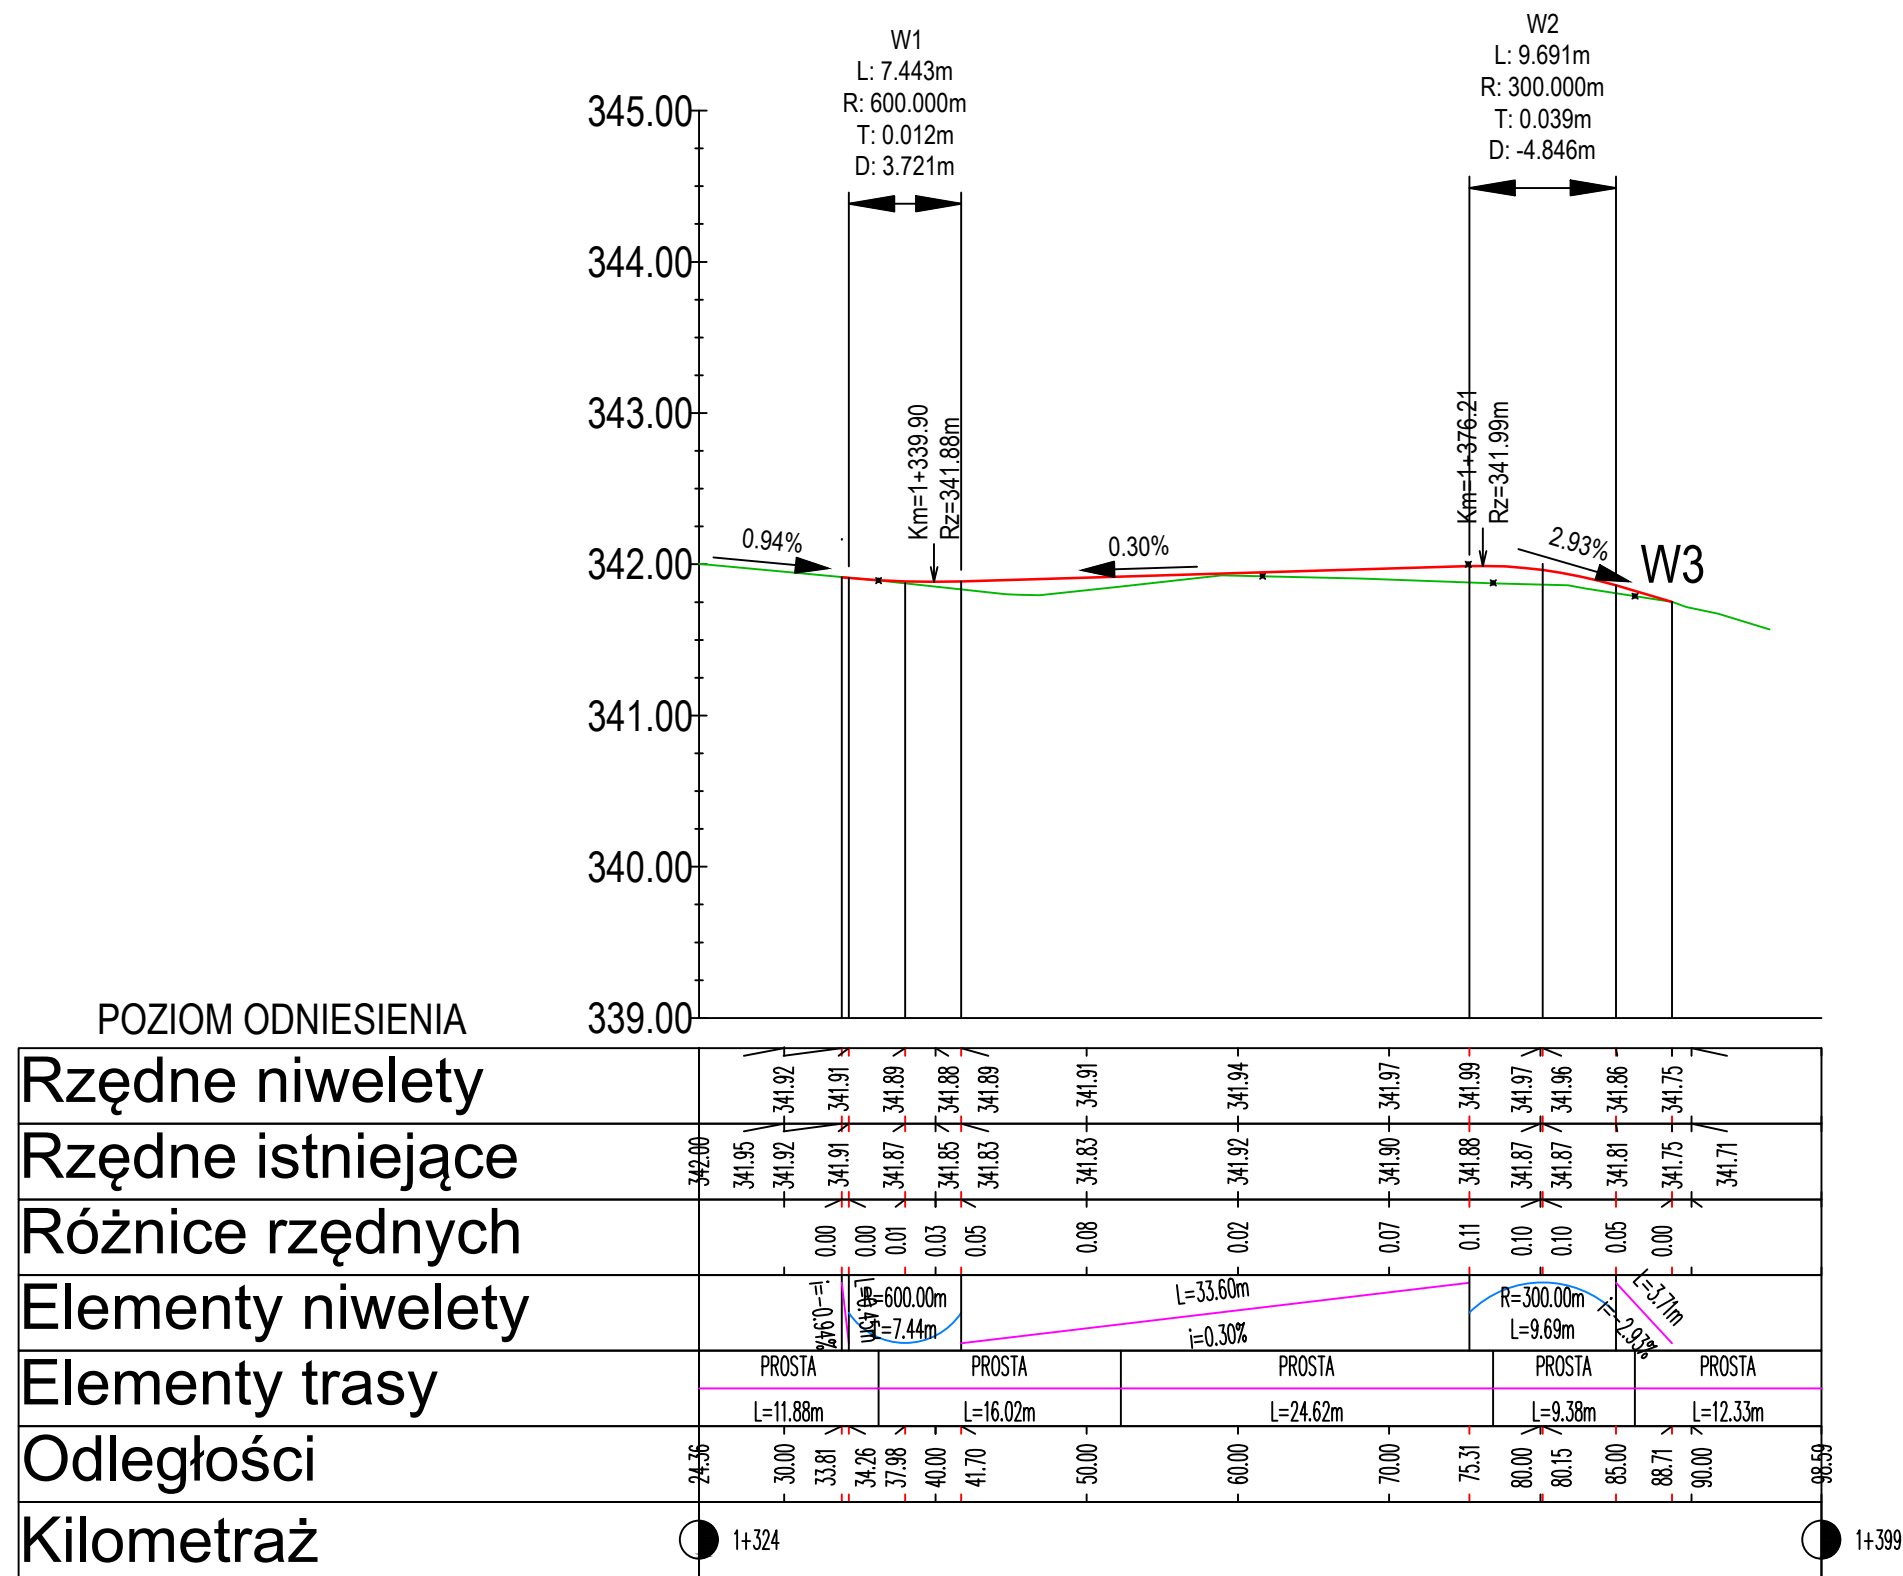 W1
L: 7.443m
R: 600.000m
T: 0.012m
D: 3.721m
W2
L: 9.691m
R: 300.000m
T: 0.039m
D: -4.846m
345.00
344.00
343.00
342.00
341.00
340.00
339.00
0.94%
Km=1+339.90
Rz=341.88m
0.30%
Km=1+376.21
Rz=341.99m
2.93%
W3
POZIOM ODNIESIENIA
Rzędne niwelety
341.92 341.91 341.89 341.88 341.89 341.91 341.94 341.97 341.99 341.97 341.96 341.86 341.75
Rzędne istniejące
342.00 341.95 341.92 341.91 341.87 341.85 341.83 341.83 341.92 341.90 341.88 341.87 341.87 341.81 341.75 341.71
Różnice rzędnych
0.00 0.00 0.01 0.03 0.05 0.08 0.02 0.07 0.11 0.10 0.10 0.05 0.00
Elementy niwelety
i=-0.94%
L=0.45m
R=600.00m
L=7.44m
L=33.60m
i=0.30%
R=300.00m
L=9.69m
L=3.71m
i=-2.93%
Elementy trasy
PROSTA PROSTA PROSTA PROSTA PROSTA
L=11.88m L=16.02m L=24.62m L=9.38m L=12.33m
Odległości
24.36 30.00 33.81 34.26 37.98 40.00 41.70 50.00 60.00 70.00 75.31 80.00 80.15 85.00 88.71 90.00 98.59
Kilometraż
1+324 1+399